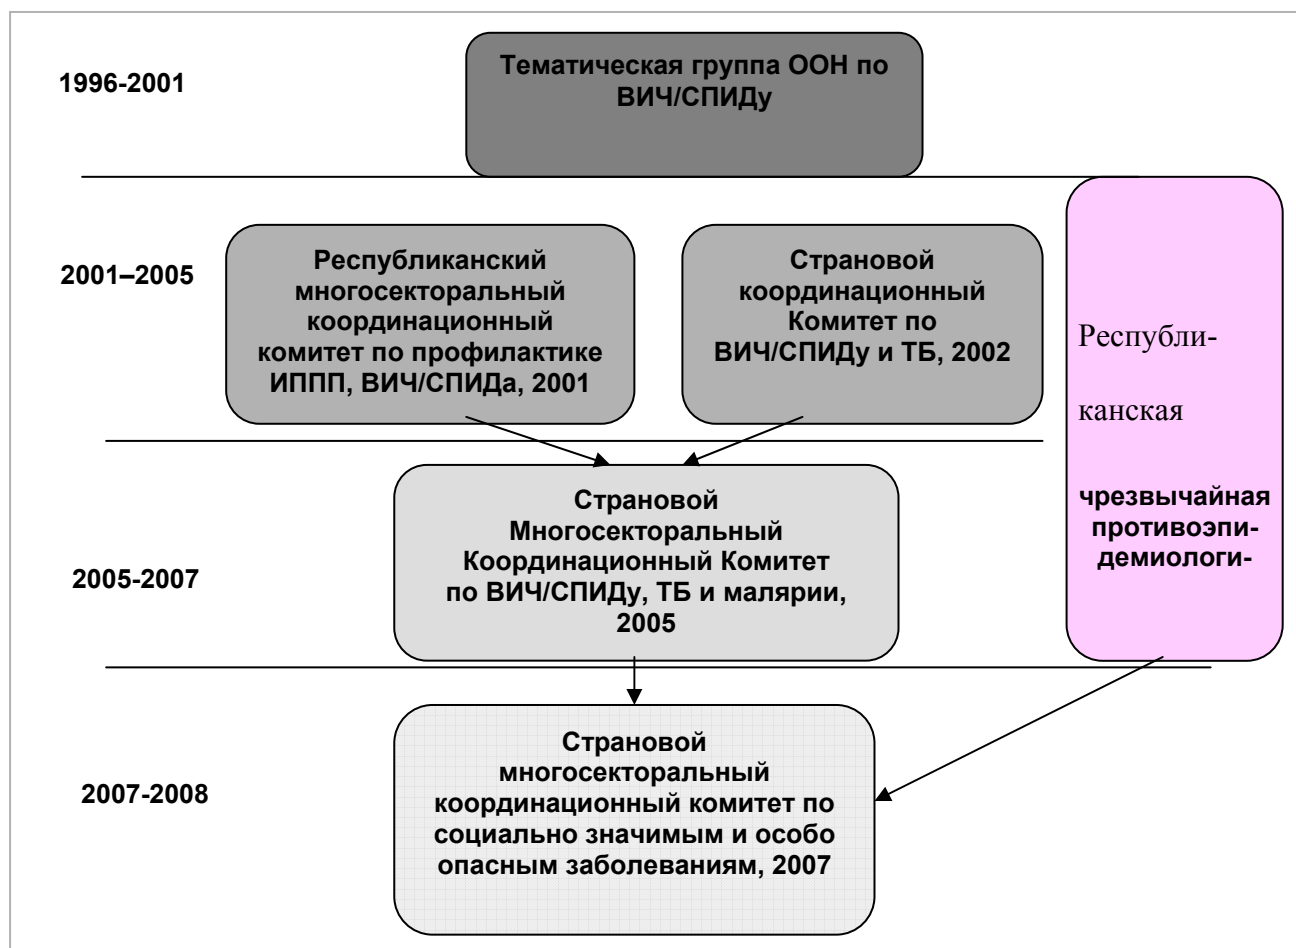 1996-2001
Тематическая группа ООН по
ВИЧ/СПИДу
2001–2005
Республиканский
многосекторальный
координационный
комитет по профилактике
ИППП, ВИЧ/СПИДа, 2001
Страновой
координационный
Комитет по
ВИЧ/СПИДу и ТБ, 2002
Республи-
канская
чрезвычайная
противоэпи-
демиологи-
2005-2007
Страновой
Многосекторальный
Координационный Комитет
по ВИЧ/СПИДу, ТБ и малярии,
2005
2007-2008
Страновой
многосекторальный
координационный комитет по
социально значимым и особо
опасным заболеваниям, 2007